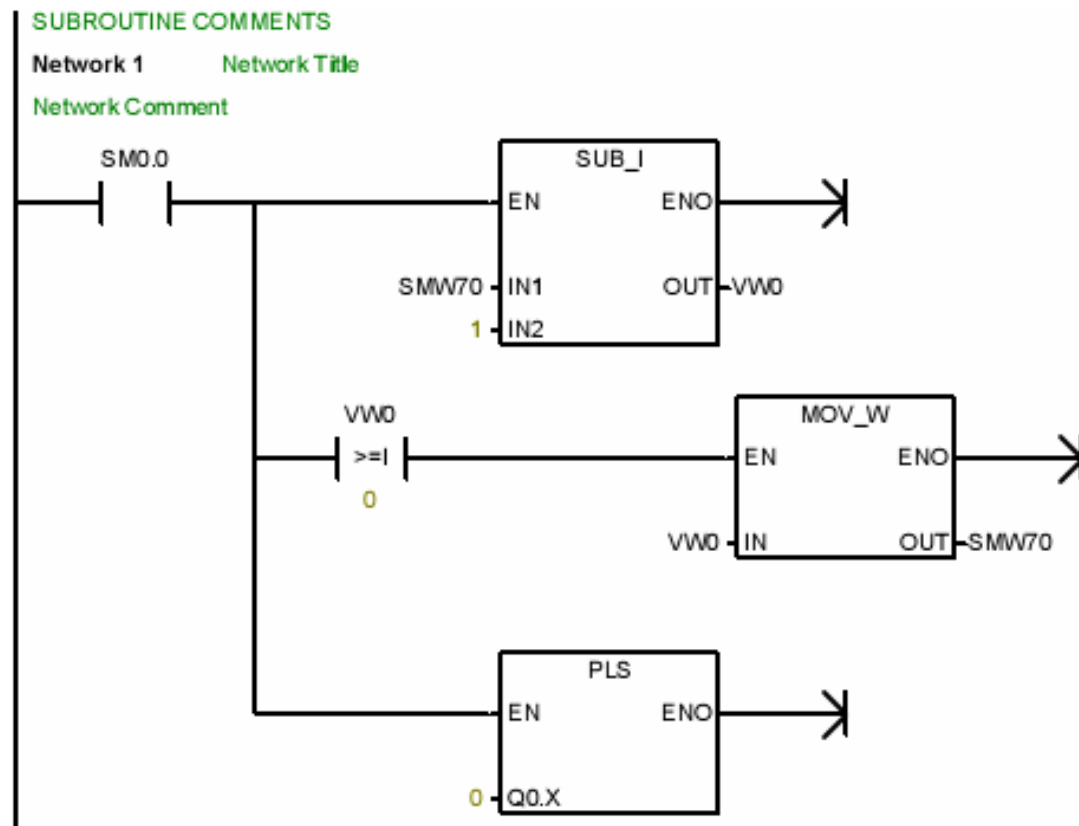 SUBROUTINE COMMENTS
Network 1 Network Title
Network Comment
SM0.0
SUB_I
EN ENO
SMW70 IN1 OUT VW0
1 IN2
VW0
>=I
0
MOV_W
EN ENO
VW0 IN OUT SMW70
PLS
EN ENO
0 Q0.X